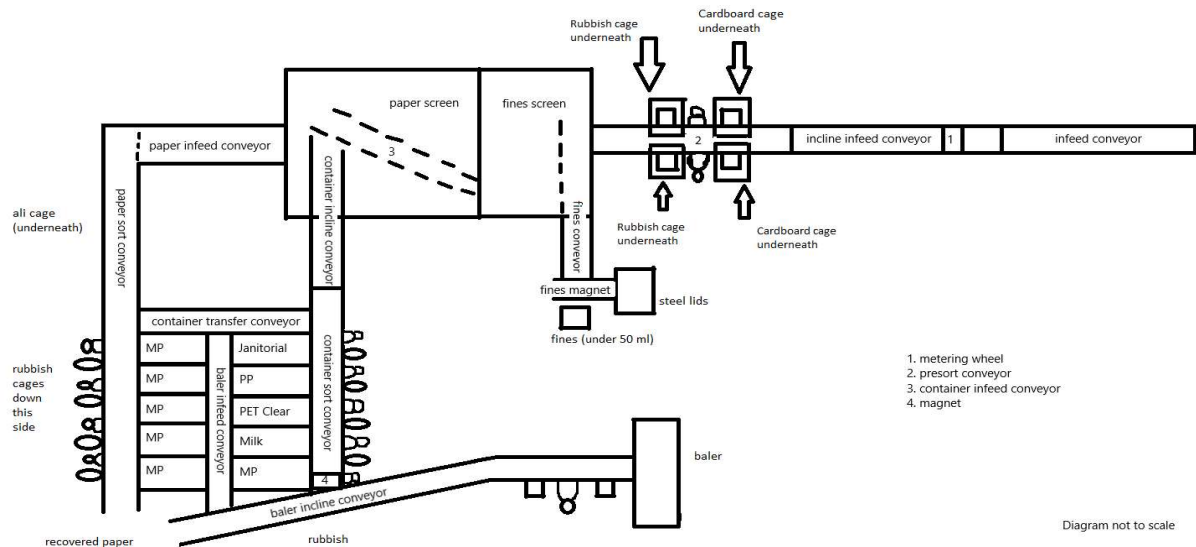 Rubbish cage
underneath
Cardboard cage
underneath
paper screen
fines screen
paper infeed conveyor
3
2
incline infeed conveyor
1
infeed conveyor
ali cage
(underneath)
paper sort conveyor
container incline conveyor
fines conveyor
Rubbish cage
underneath
Cardboard cage
underneath
fines magnet
steel lids
fines (under 50 ml)
container transfer conveyor
rubbish
cages
down
this
side
MP
MP
MP
MP
MP
baler infeed conveyor
Janitorial
PP
PET Clear
Milk
MP
container sort conveyor
4
1. metering wheel
2. presort conveyor
3. container infeed conveyor
4. magnet
baler
baler incline conveyor
recovered paper
rubbish
Diagram not to scale